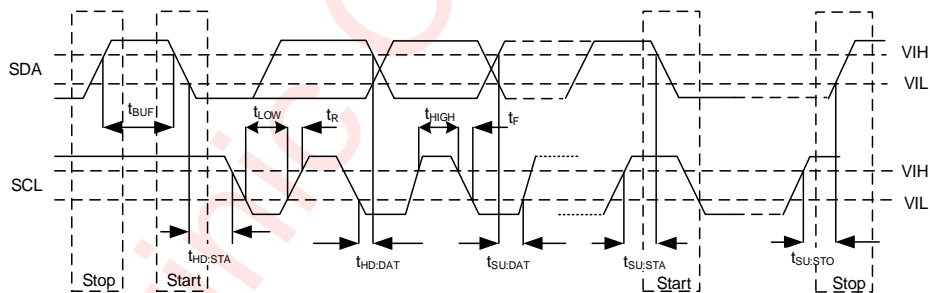 SDA
VIH
VIL
tBUF
tLOW
tR
tHIGH
tF
SCL
VIH
VIL
tHD:STA
tHD:DAT
tSU:DAT
tSU:STA
tSU:STO
Stop
Start
Start
Stop